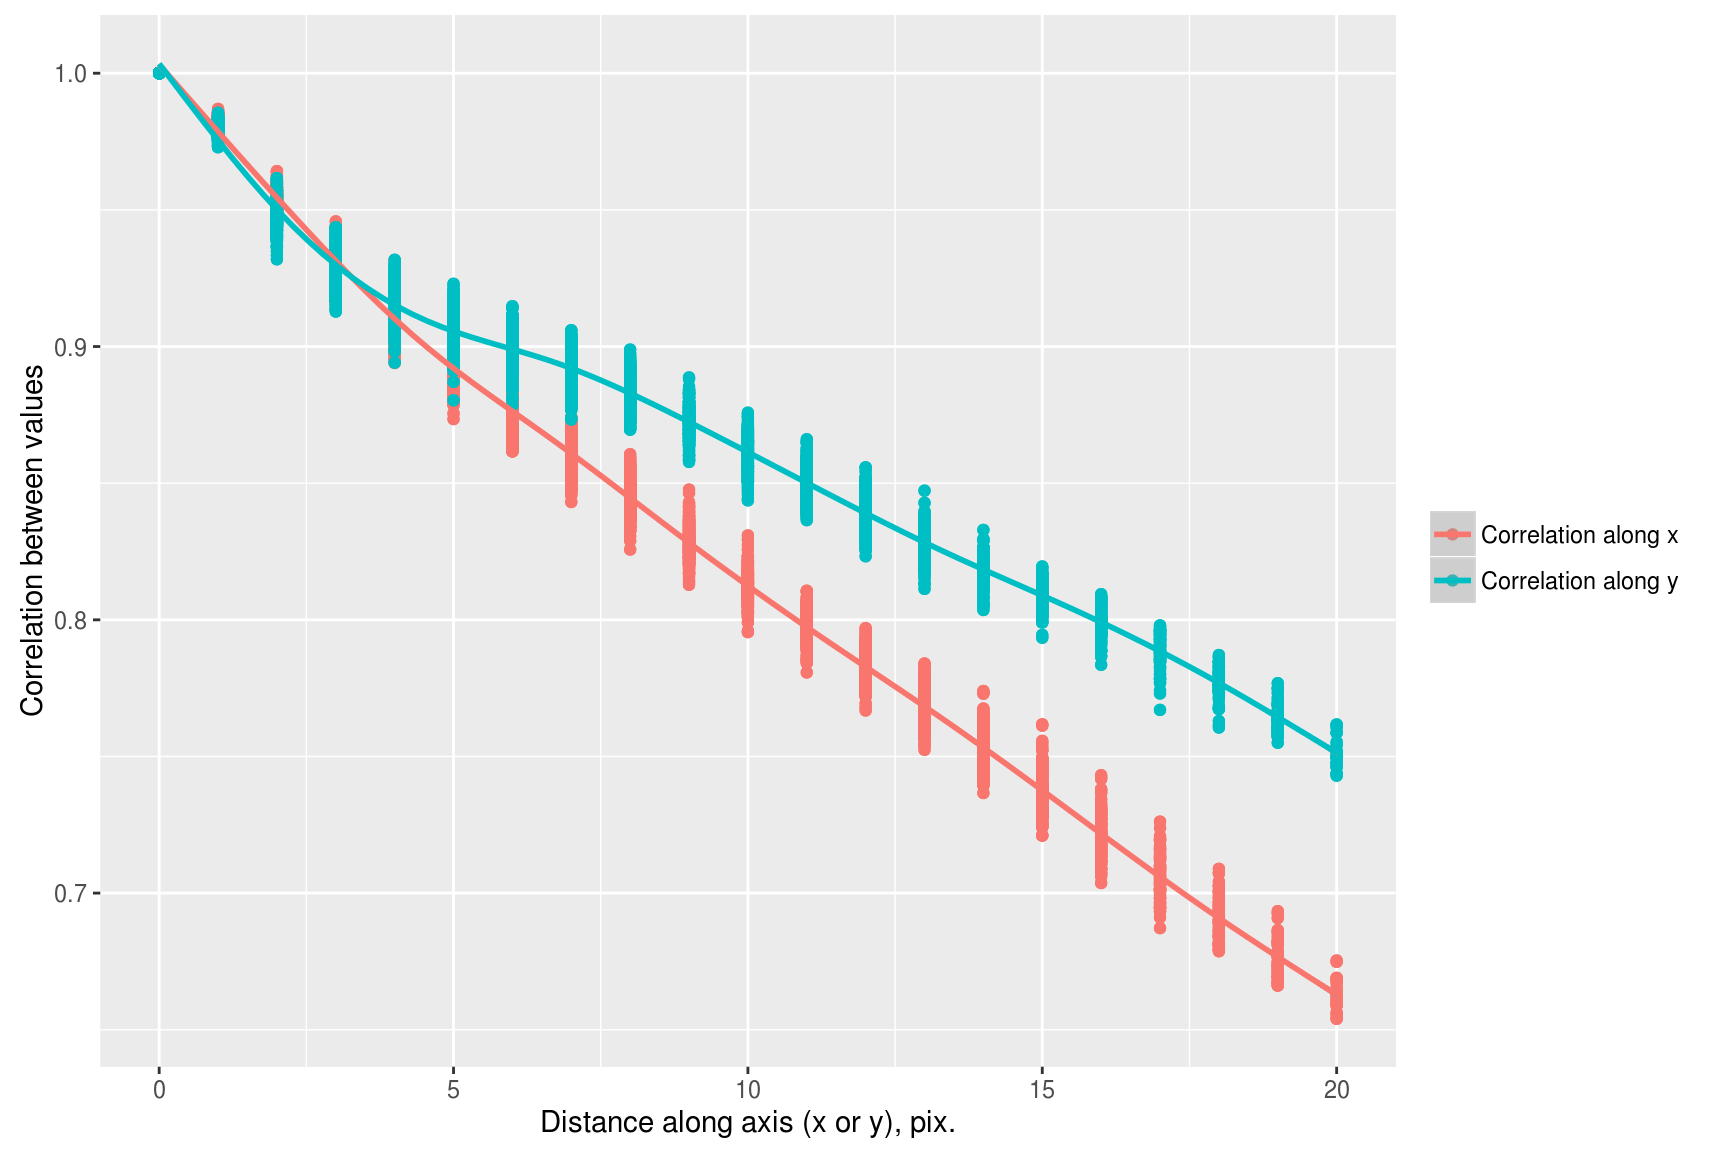 1.0
0.9
0.8
0.7
Correlation between values
0 5 10 15 20
Distance along axis (x or y), pix.
Correlation along x
Correlation along y